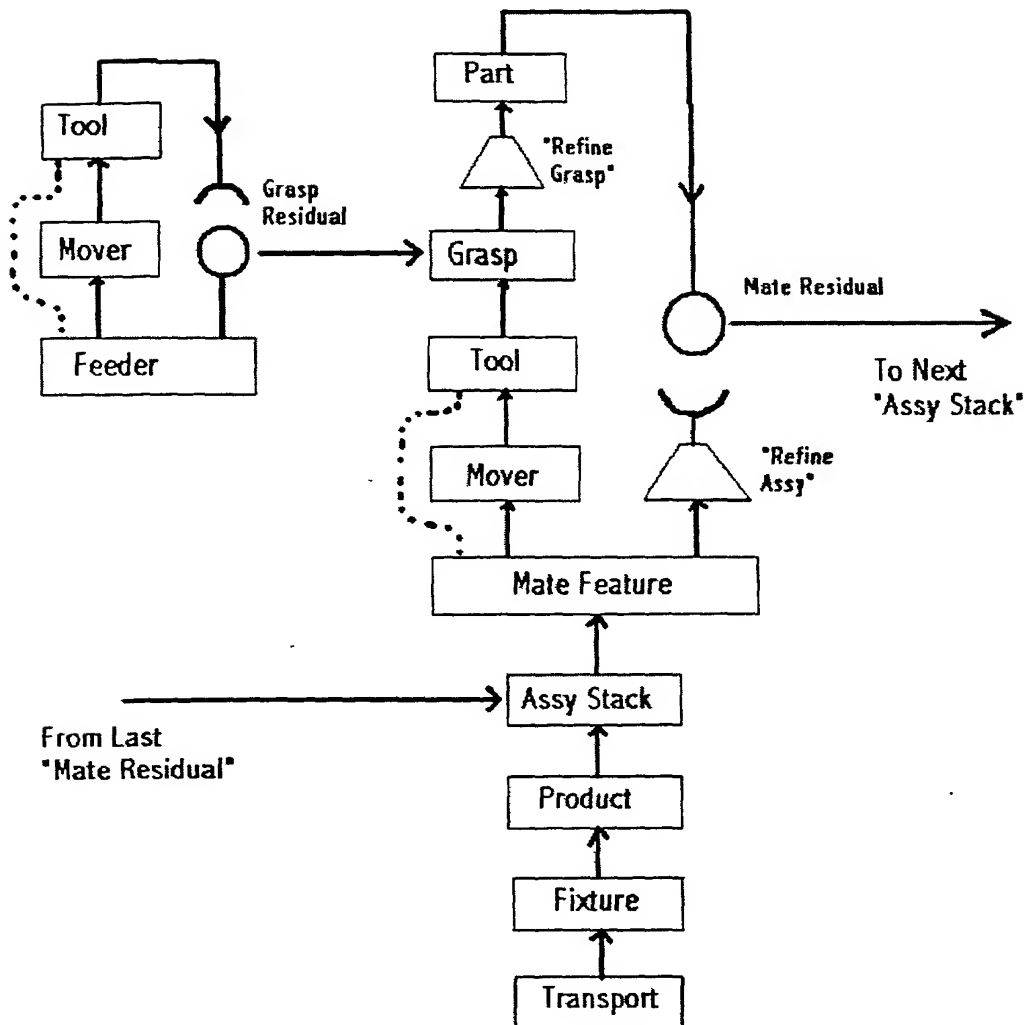 Part
Tool
"Refine
Grasp"
Grasp
Residual
Mover
Grasp
Mate Residual
Feeder
Tool
To Next
"Assy Stack"
"Refine
Assy"
Mover
Mate Feature
Assy Stack
From Last
"Mate Residual"
Product
Fixture
Transport